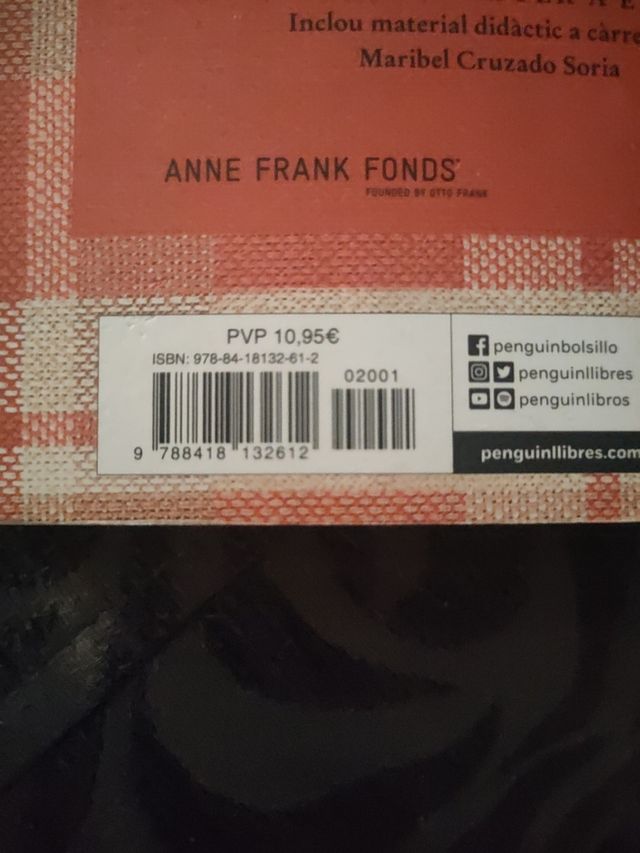 Inclou material didàctic a càrre
Maribel Cruzado Soria
ANNE FRANK FONDS
FOUNDED BY OTTO FRANK
PVP 10,95€
ISBN: 978-84-18132-61-2
02001
9 788418 132612
penguinbolsillo
penguinllibres
penguinlibros
penguinllibres.com